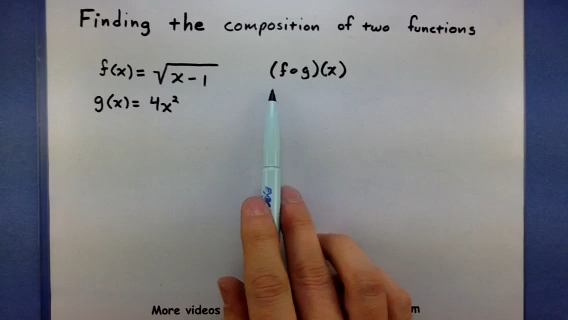 Finding the composition of two functions
f(x) = √(x-1) (f∘g)(x)
g(x) = 4x²
More videos
m